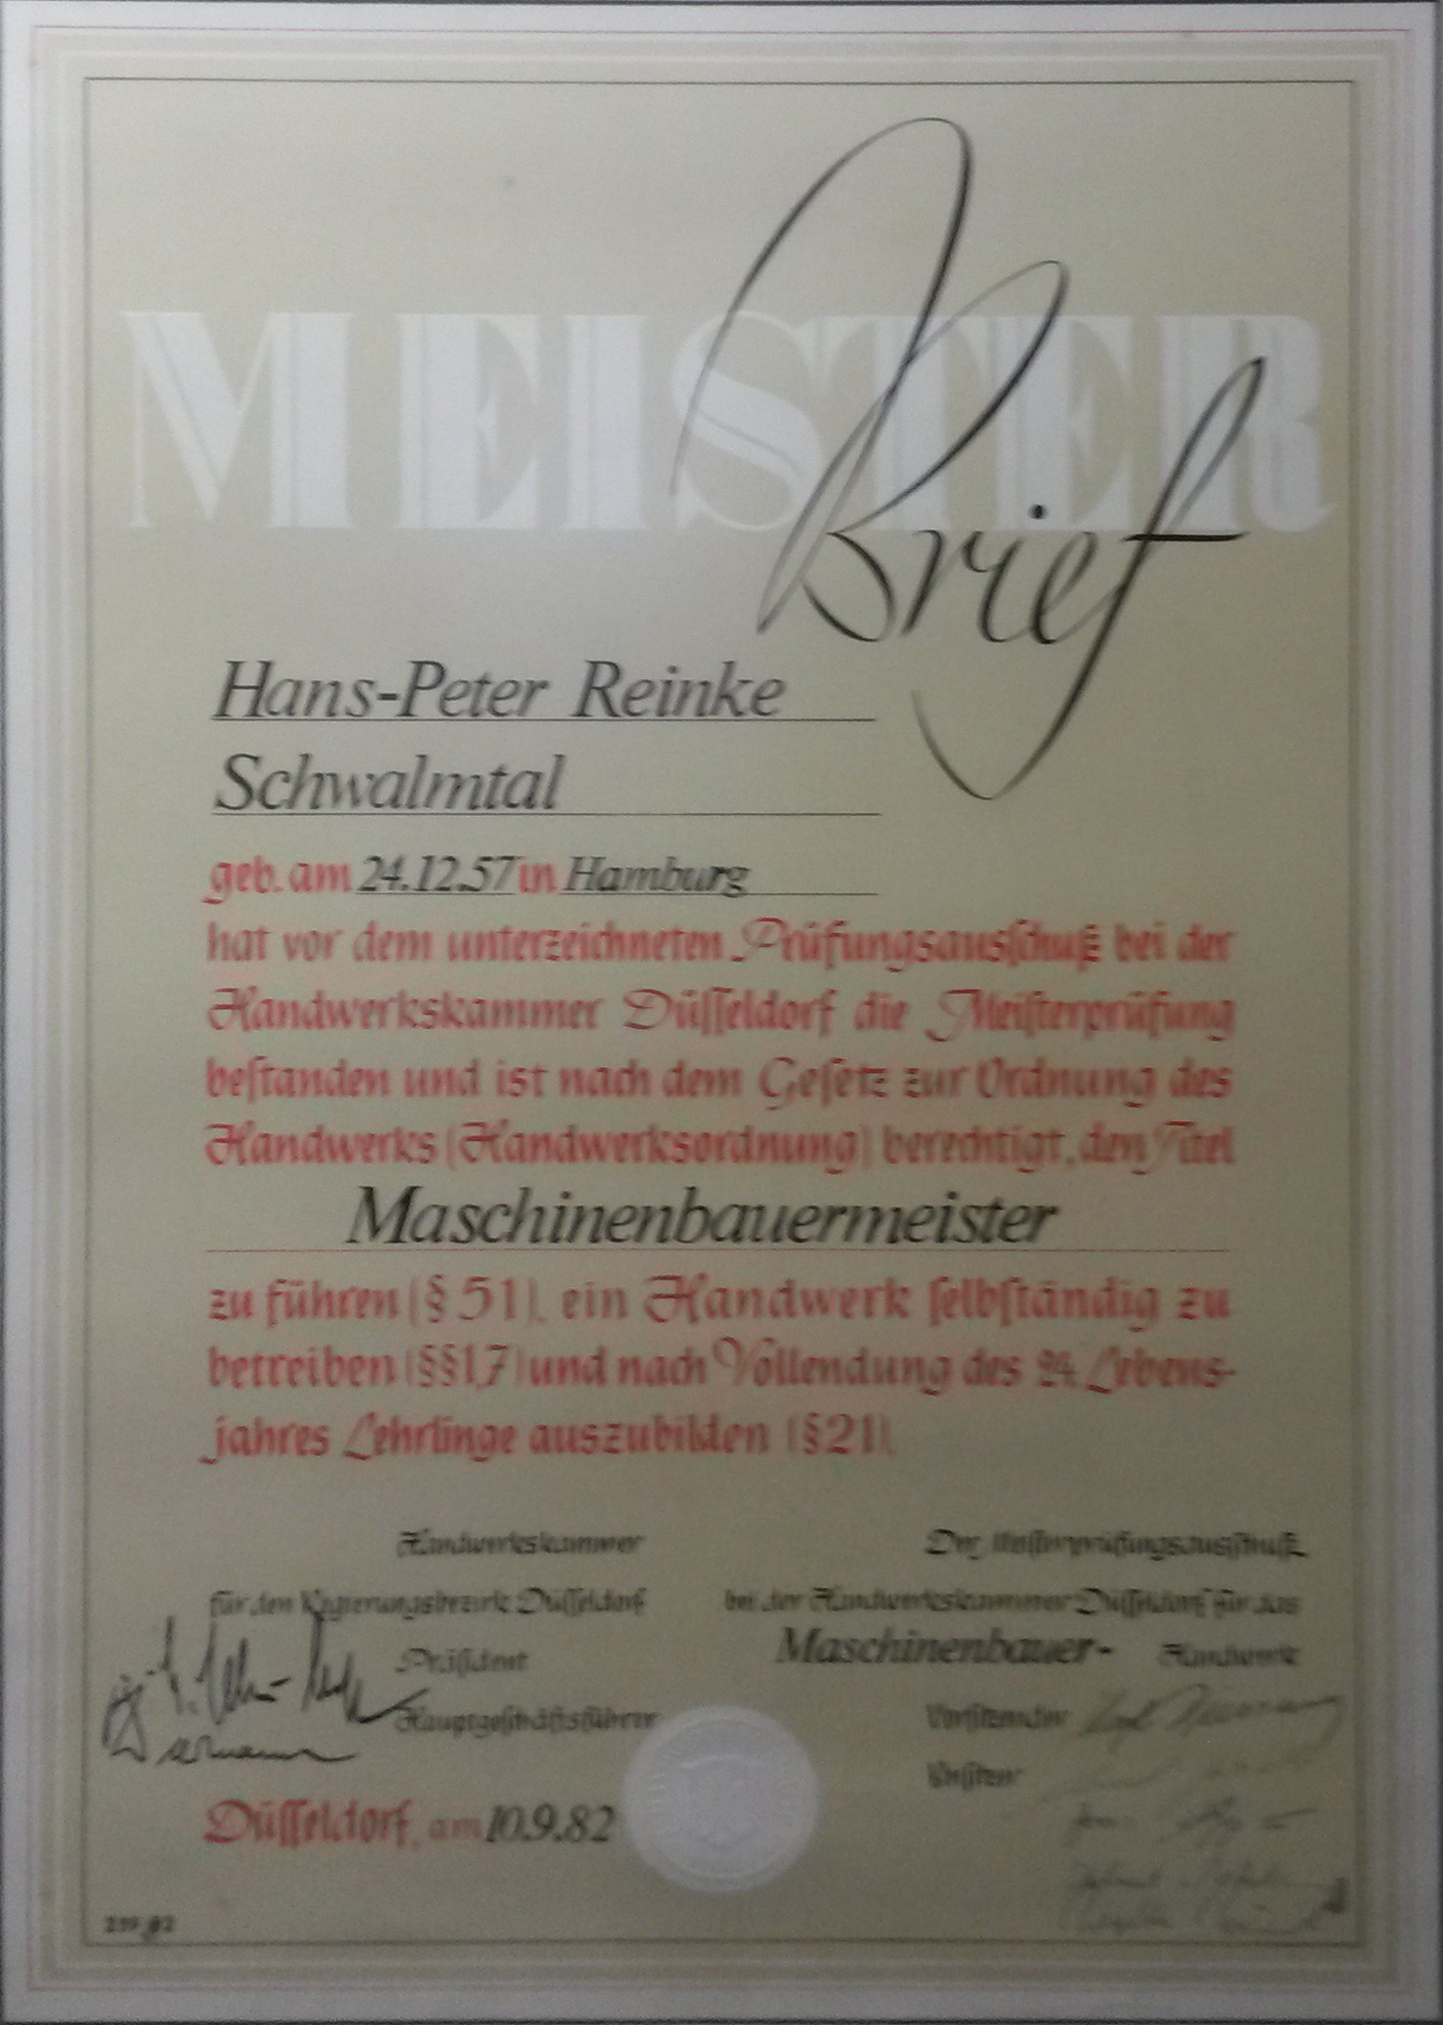 MEISTER
Brief
Hans-Peter Reinke
Schwalmtal
geb. am 24.12.57 in Hamburg
hat vor dem unterzeichneten Prüfungsausſchuß bei der
Handwerkskammer Düſſeldorf die Meiſterprüfung
beſtanden und ist nach dem Geſetz zur Ordnung des
Handwerks (Handwerksordnung) berechtigt, den Titel
Maschinenbauermeister
zu führen (§ 51), ein Handwerk ſelbſtändig zu
betreiben (§§1,7) und nach Vollendung des 24. Lebens-
jahres Lehrlinge auszubilden (§21).
Handwerkskammer
für den Regierungsbezirk Düſſeldorf
Präſident
Hauptgeſchäftsführer
Düſſeldorf, am 10.9.82
Der Meiſterprüfungsausſchuß
bei der Handwerkskammer Düſſeldorf für das
Maschinenbauer- Handwerk
Vorſitzender
Beiſitzer